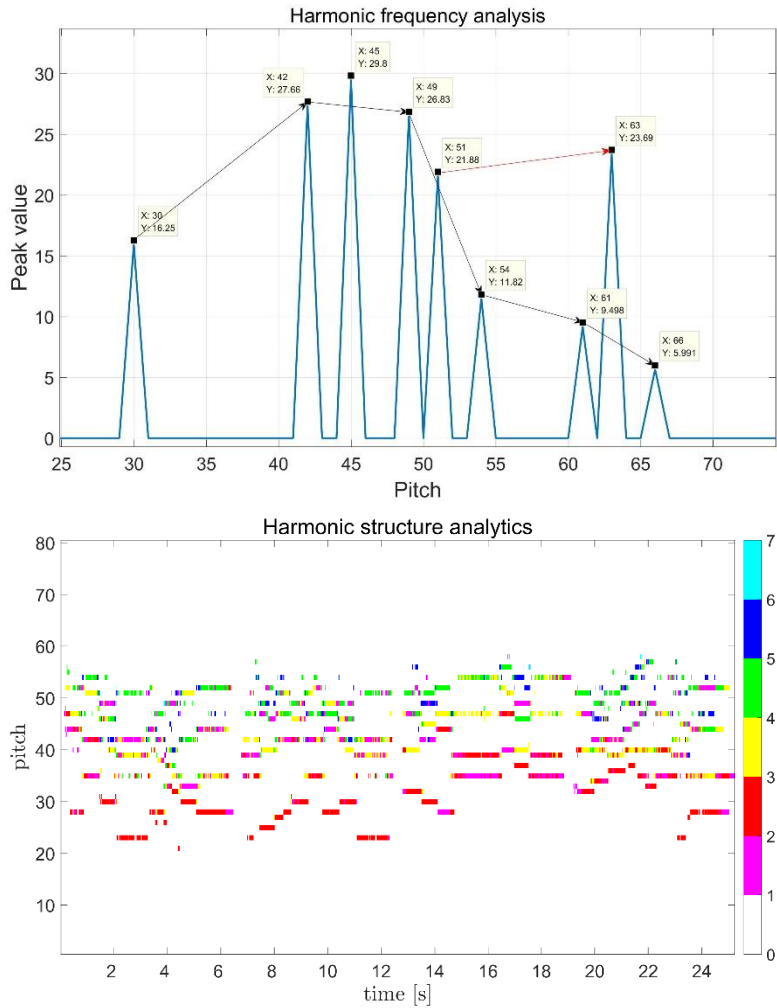 Harmonic frequency analysis
Peak value
30
25
20
15
10
5
0
X: 30
Y: 16.25
X: 42
Y: 27.66
X: 45
Y: 29.8
X: 49
Y: 26.83
X: 51
Y: 21.88
X: 54
Y: 11.82
X: 61
Y: 9.498
X: 63
Y: 23.69
X: 66
Y: 5.991
25 30 35 40 45 50 55 60 65 70
Pitch
Harmonic structure analytics
pitch
80
70
60
50
40
30
20
10
2 4 6 8 10 12 14 16 18 20 22 24
time [s]
7
6
5
4
3
2
1
0